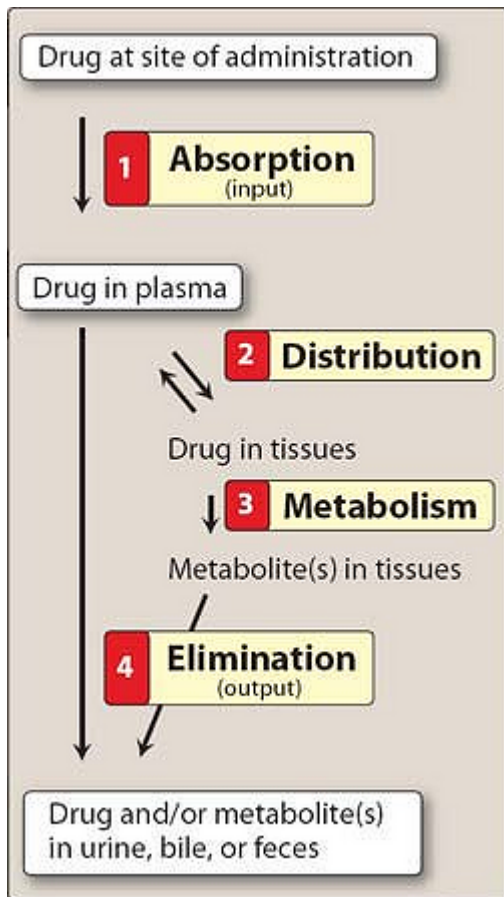 Drug at site of administration
1 Absorption
(input)
Drug in plasma
2 Distribution
Drug in tissues
3 Metabolism
Metabolite(s) in tissues
4 Elimination
(output)
Drug and/or metabolite(s)
in urine, bile, or feces